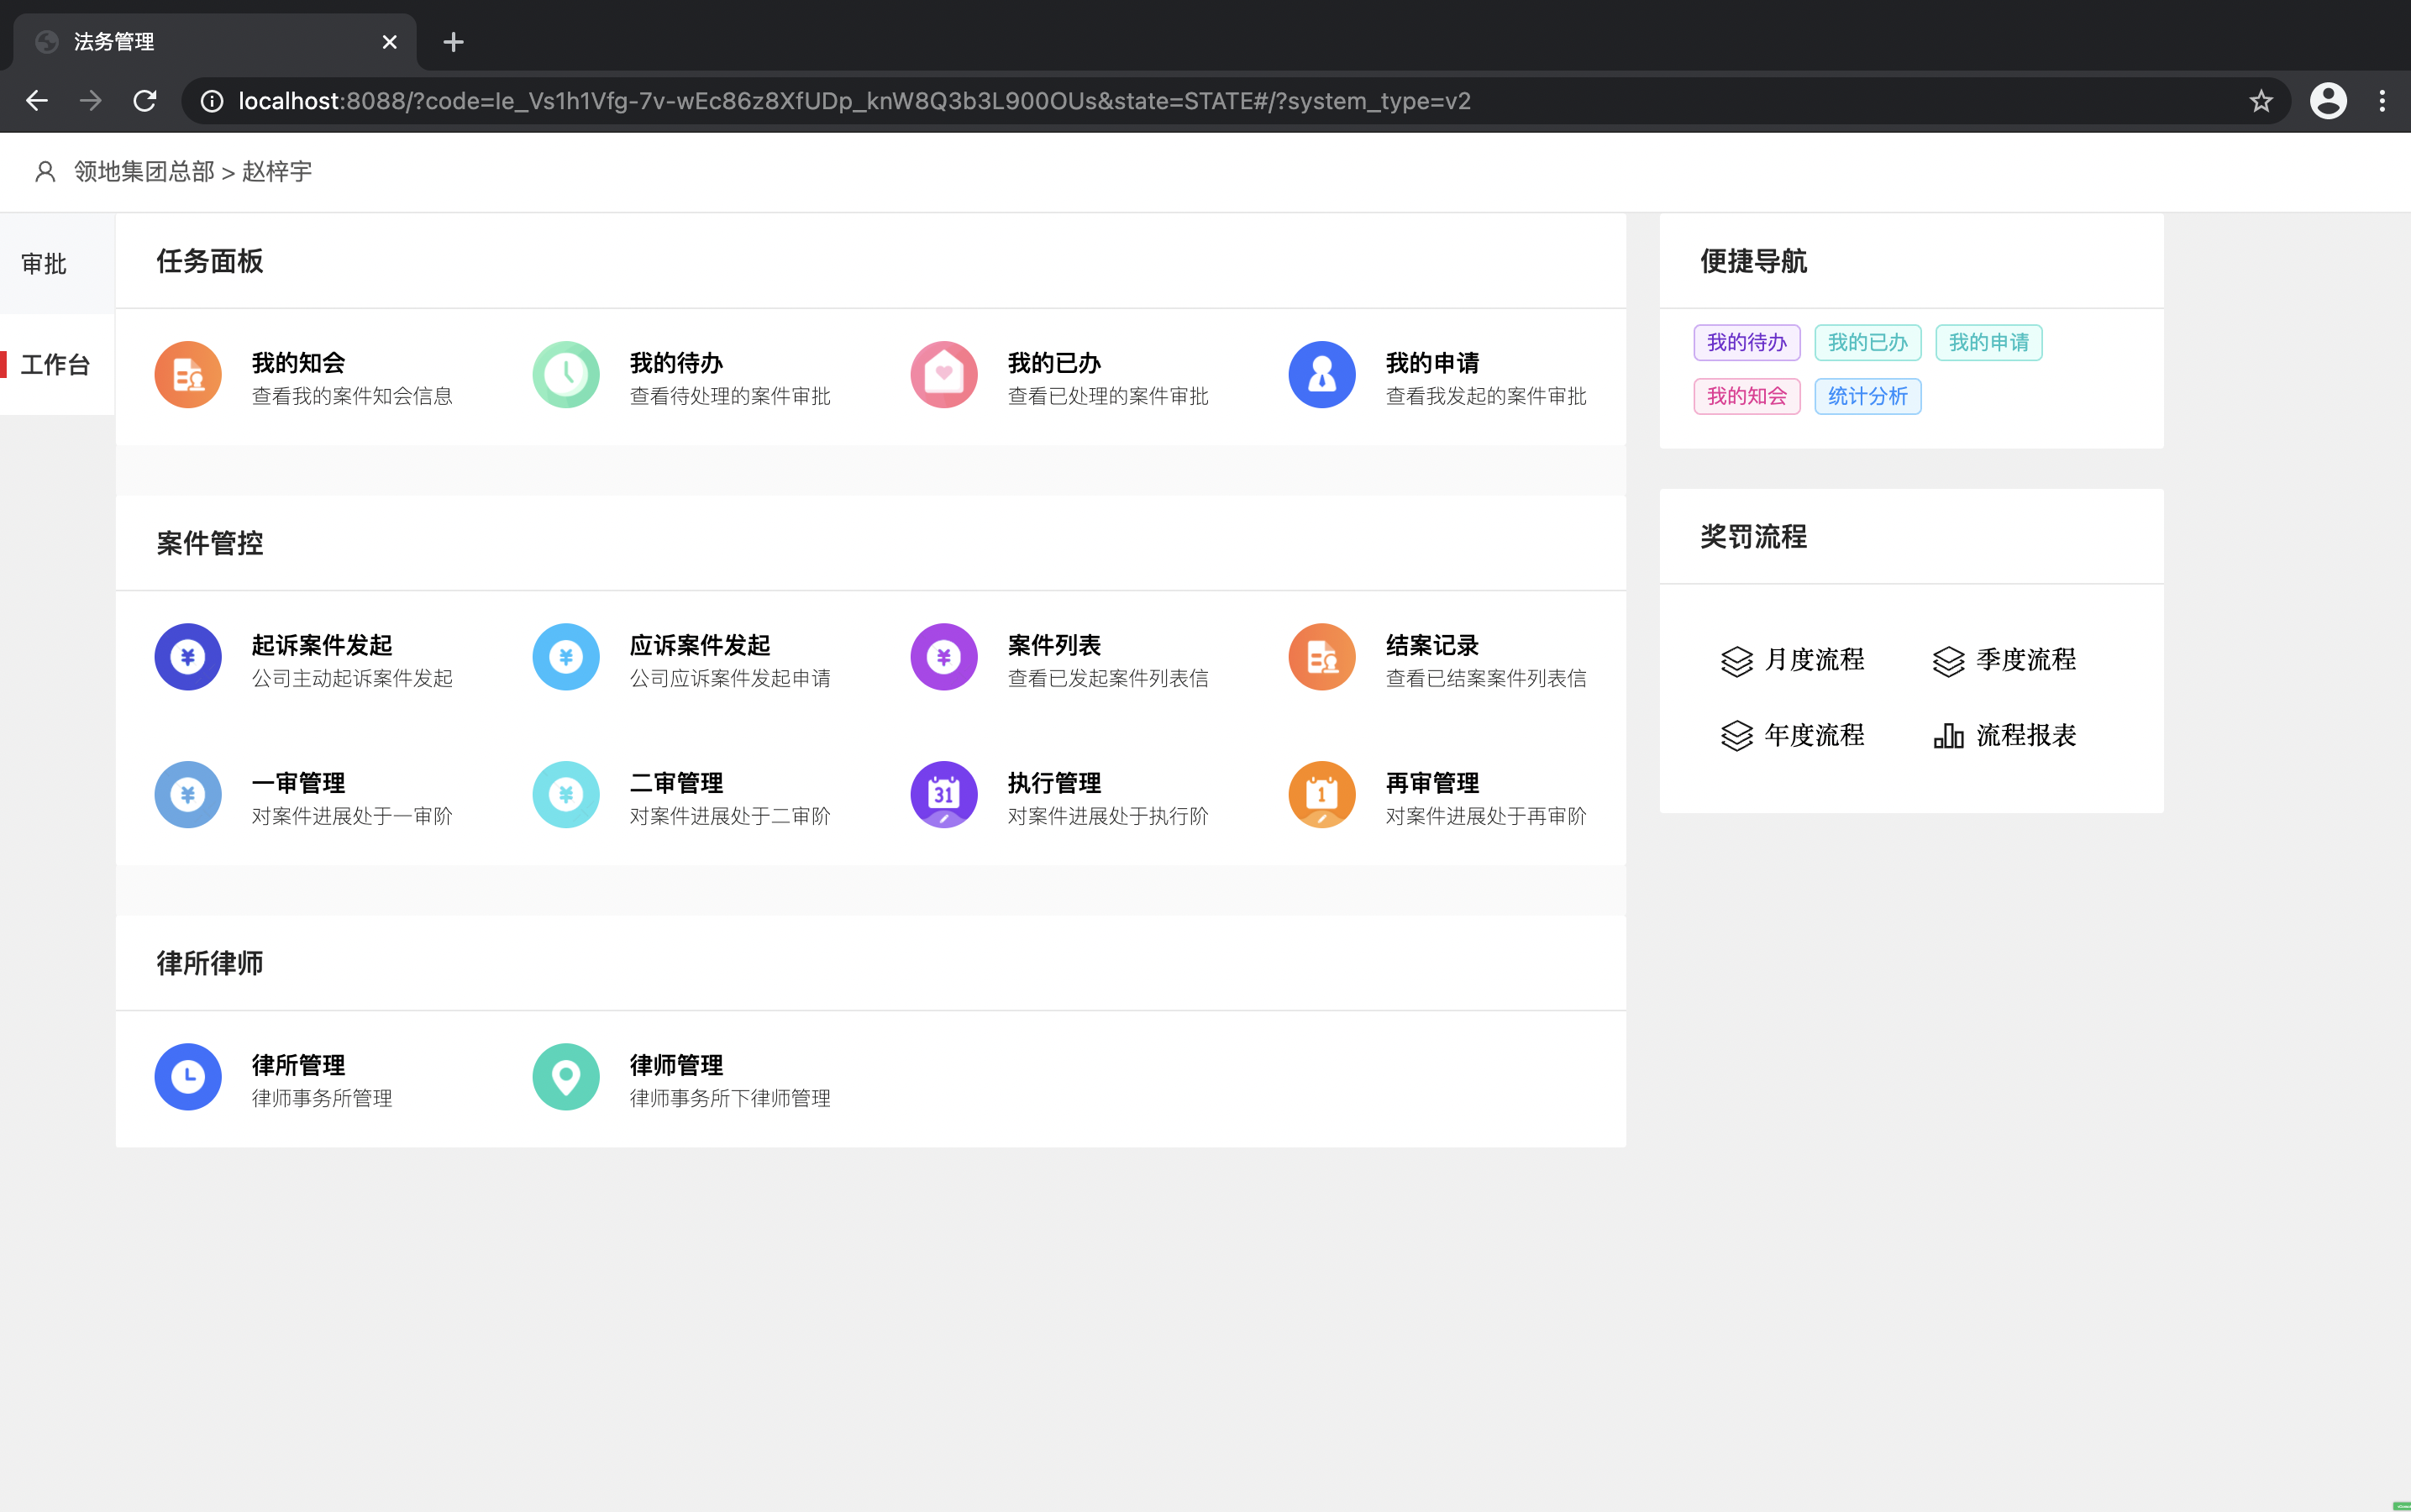 法务管理
localhost:8088/?code=Ie_Vs1h1Vfg-7v-wEc86z8XfUDp_knW8Q3b3L900OUs&state=STATE#/?system_type=v2
领地集团总部 > 赵梓宇
审批
工作台
任务面板
我的知会
查看我的案件知会信息
我的待办
查看待处理的案件审批
我的已办
查看已处理的案件审批
我的申请
查看我发起的案件审批
案件管控
起诉案件发起
公司主动起诉案件发起
应诉案件发起
公司应诉案件发起申请
案件列表
查看已发起案件列表信
结案记录
查看已结案案件列表信
一审管理
对案件进展处于一审阶
二审管理
对案件进展处于二审阶
31
执行管理
对案件进展处于执行阶
1
再审管理
对案件进展处于再审阶
律所律师
律所管理
律师事务所管理
律师管理
律师事务所下律师管理
便捷导航
我的待办 我的已办 我的申请
我的知会 统计分析
奖罚流程
月度流程 季度流程
年度流程 流程报表